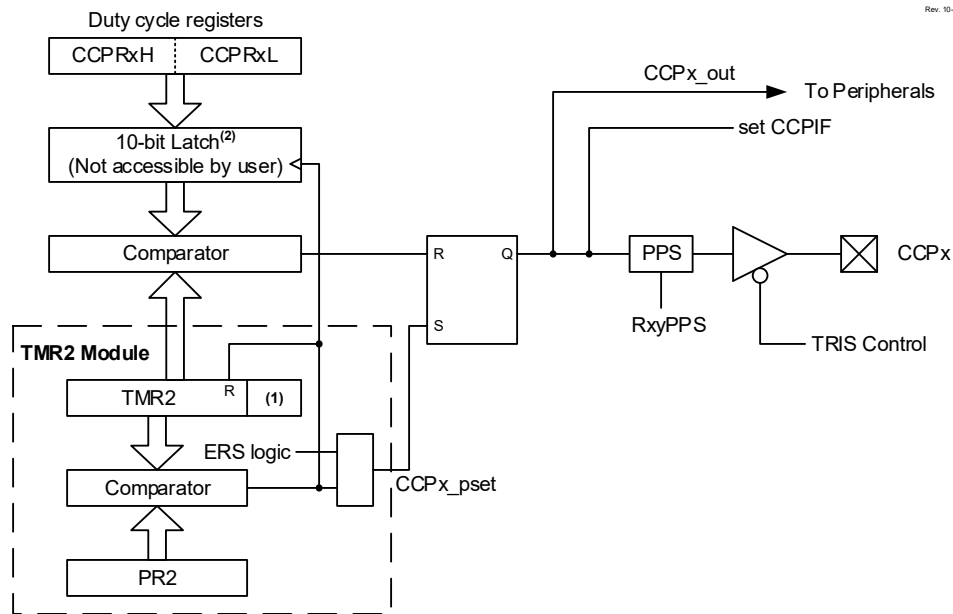 Rev. 10-
Duty cycle registers
CCPRxH CCPRxL
CCPx_out
To Peripherals
set CCPIF
10-bit Latch(2)
(Not accessible by user)
Comparator
R Q
S
PPS
CCPx
RxyPPS
TRIS Control
TMR2 Module
R
TMR2 (1)
ERS logic
CCPx_pset
Comparator
PR2